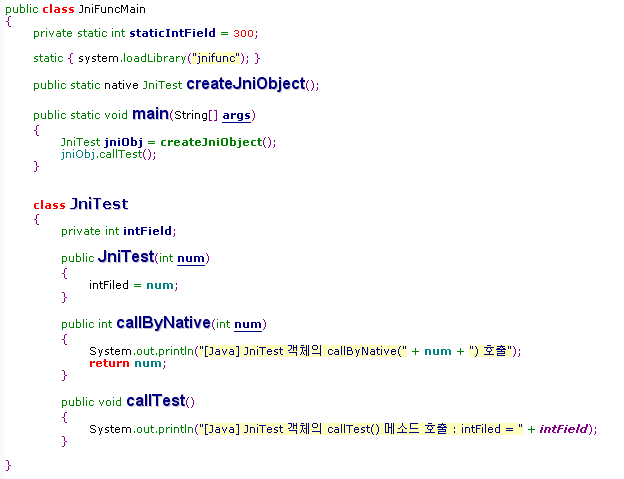 public class JniFuncMain
{
private static int staticIntField = 300;
static { system.loadLibrary("jnifunc"); }
public static native JniTest createJniObject();
public static void main(String[] args)
{
JniTest jniObj = createJniObject();
jniObj.callTest();
}
class JniTest
{
private int intField;
public JniTest(int num)
{
intFiled = num;
}
public int callByNative(int num)
{
System.out.println("[Java] JniTest 객체의 callByNative(" + num + ") 호출");
return num;
}
public void callTest()
{
System.out.println("[Java] JniTest 객체의 callTest() 메소드 호출 : intFiled = " + intField);
}
}